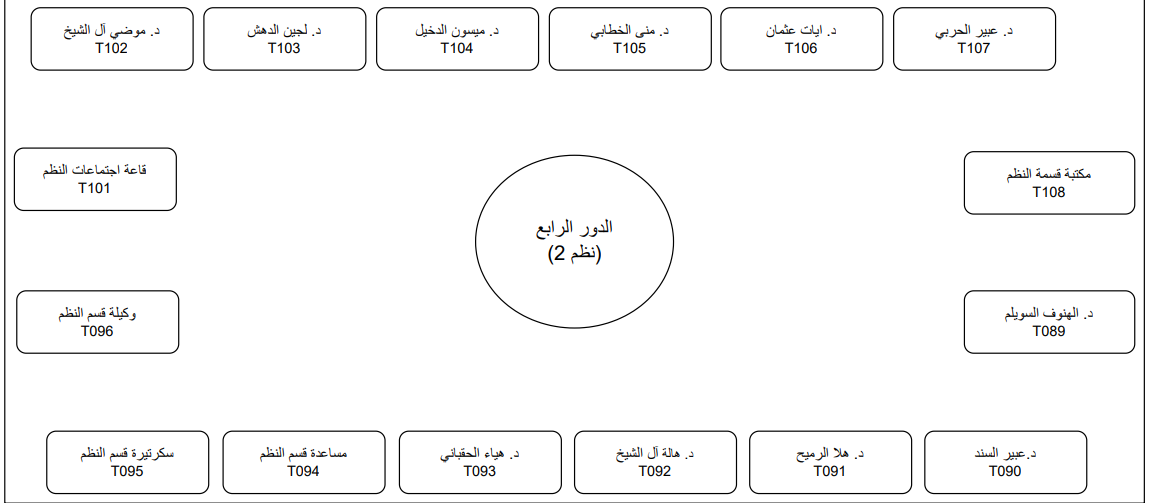 د. عبير الحربي
T107
د. ايات عثمان
T106
د. منى الخطابي
T105
د. ميسون الدخيل
T104
د. لجين الدهش
T103
د. موضي آل الشيخ
T102
مكتبة قسمة النظم
T108
قاعة اجتماعات النظم
T101
الدور الرابع
(نظم 2)
د. الهنوف السويلم
T089
وكيلة قسم النظم
T096
د.عبير السند
T090
د. هلا الرميح
T091
د. هالة آل الشيخ
T092
د. هياء الحقباني
T093
مساعدة قسم النظم
T094
سكرتيرة قسم النظم
T095